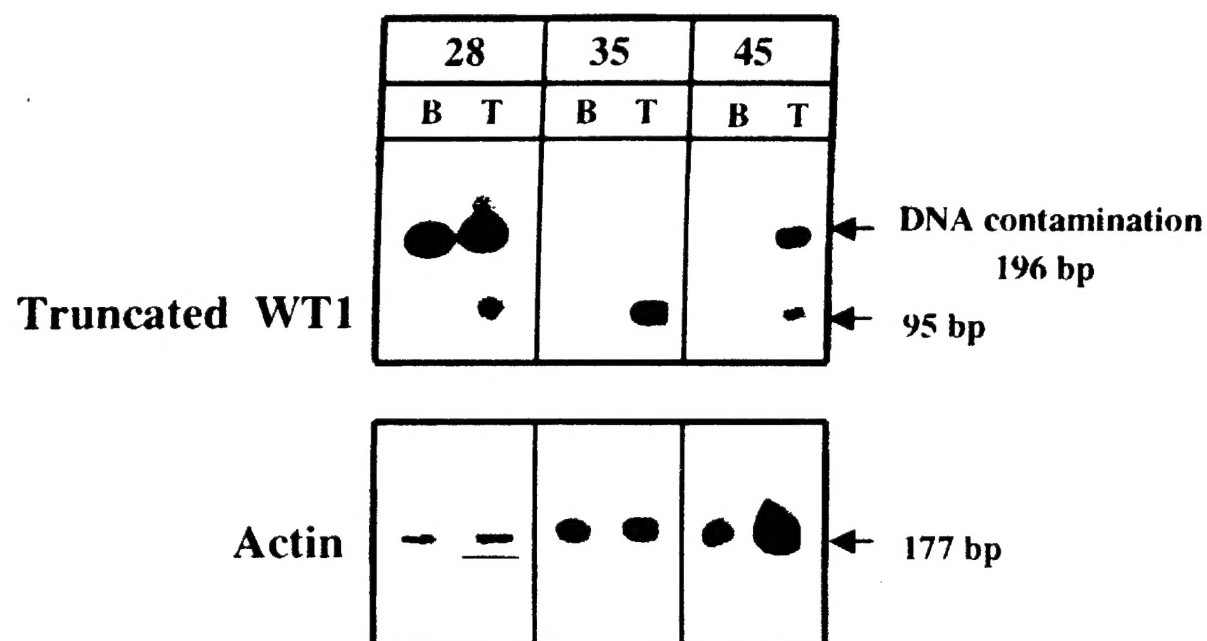 28 35 45
B T B T B T
DNA contamination
196 bp
Truncated WT1
95 bp
Actin
177 bp